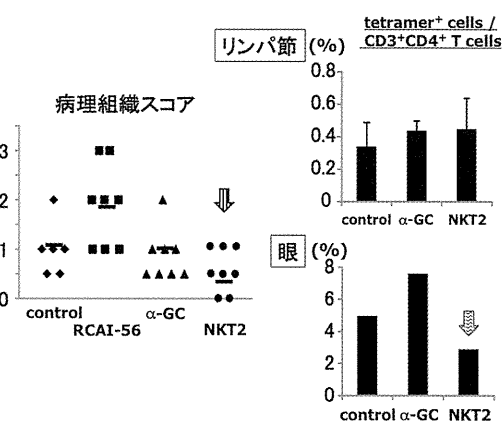 病理組織スコア
3
2
1
0
control
RCAI-56
α-GC
NKT2
tetramer⁺ cells /
CD3⁺CD4⁺ T cells
リンパ節 (%)
0.8
0.6
0.4
0.2
0
control α-GC NKT2
眼 (%)
8
6
4
2
0
control α-GC NKT2